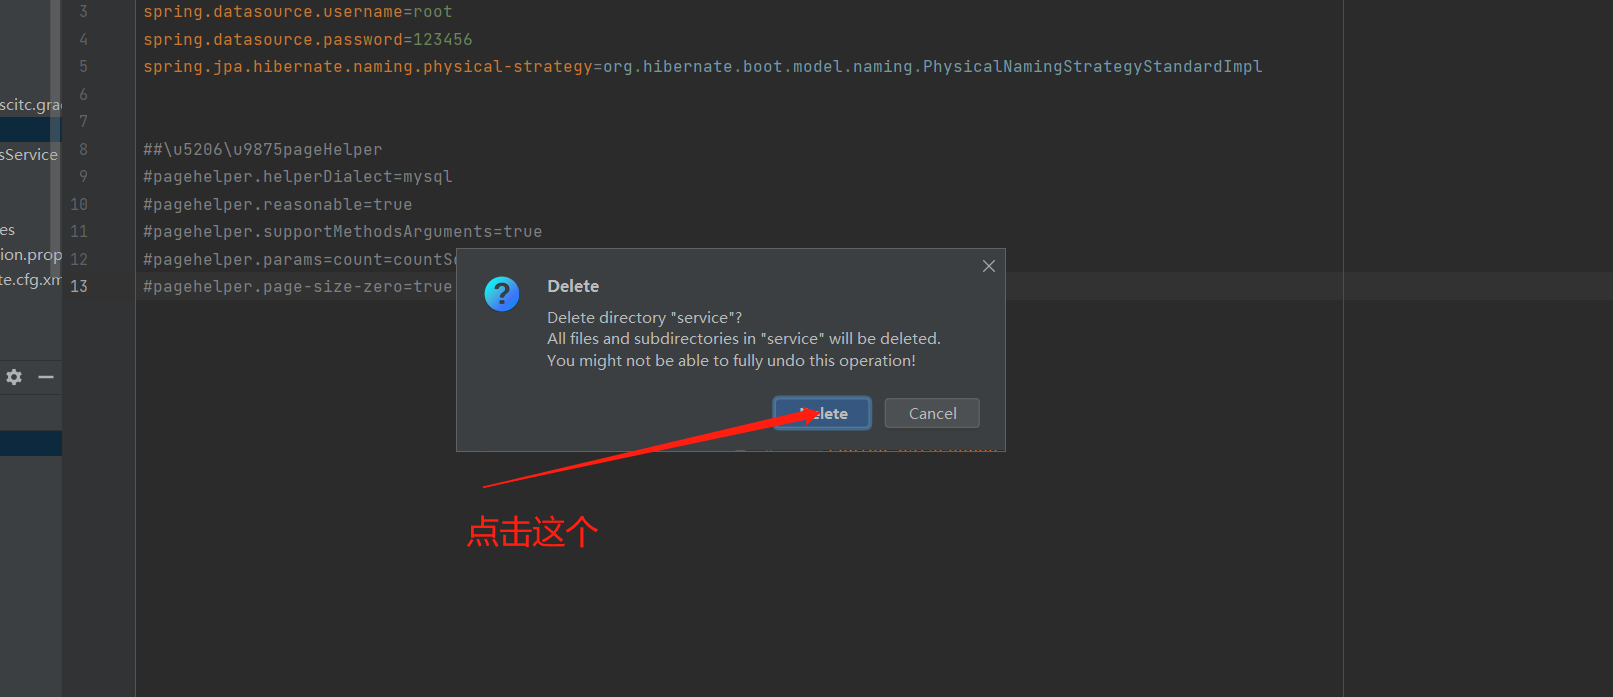 3 spring.datasource.username=root
4 spring.datasource.password=123456
5 spring.jpa.hibernate.naming.physical-strategy=org.hibernate.boot.model.naming.PhysicalNamingStrategyStandardImpl
scitc.gra
6
7
sService
8 ##\u5206\u9875pageHelper
9 #pagehelper.helperDialect=mysql
10 #pagehelper.reasonable=true
es
11 #pagehelper.supportMethodsArguments=true
ion.prop
12 #pagehelper.params=count=countS
te.cfg.xm
13 #pagehelper.page-size-zero=true
Delete
Delete directory "service"?
All files and subdirectories in "service" will be deleted.
You might not be able to fully undo this operation!
Delete Cancel
点击这个